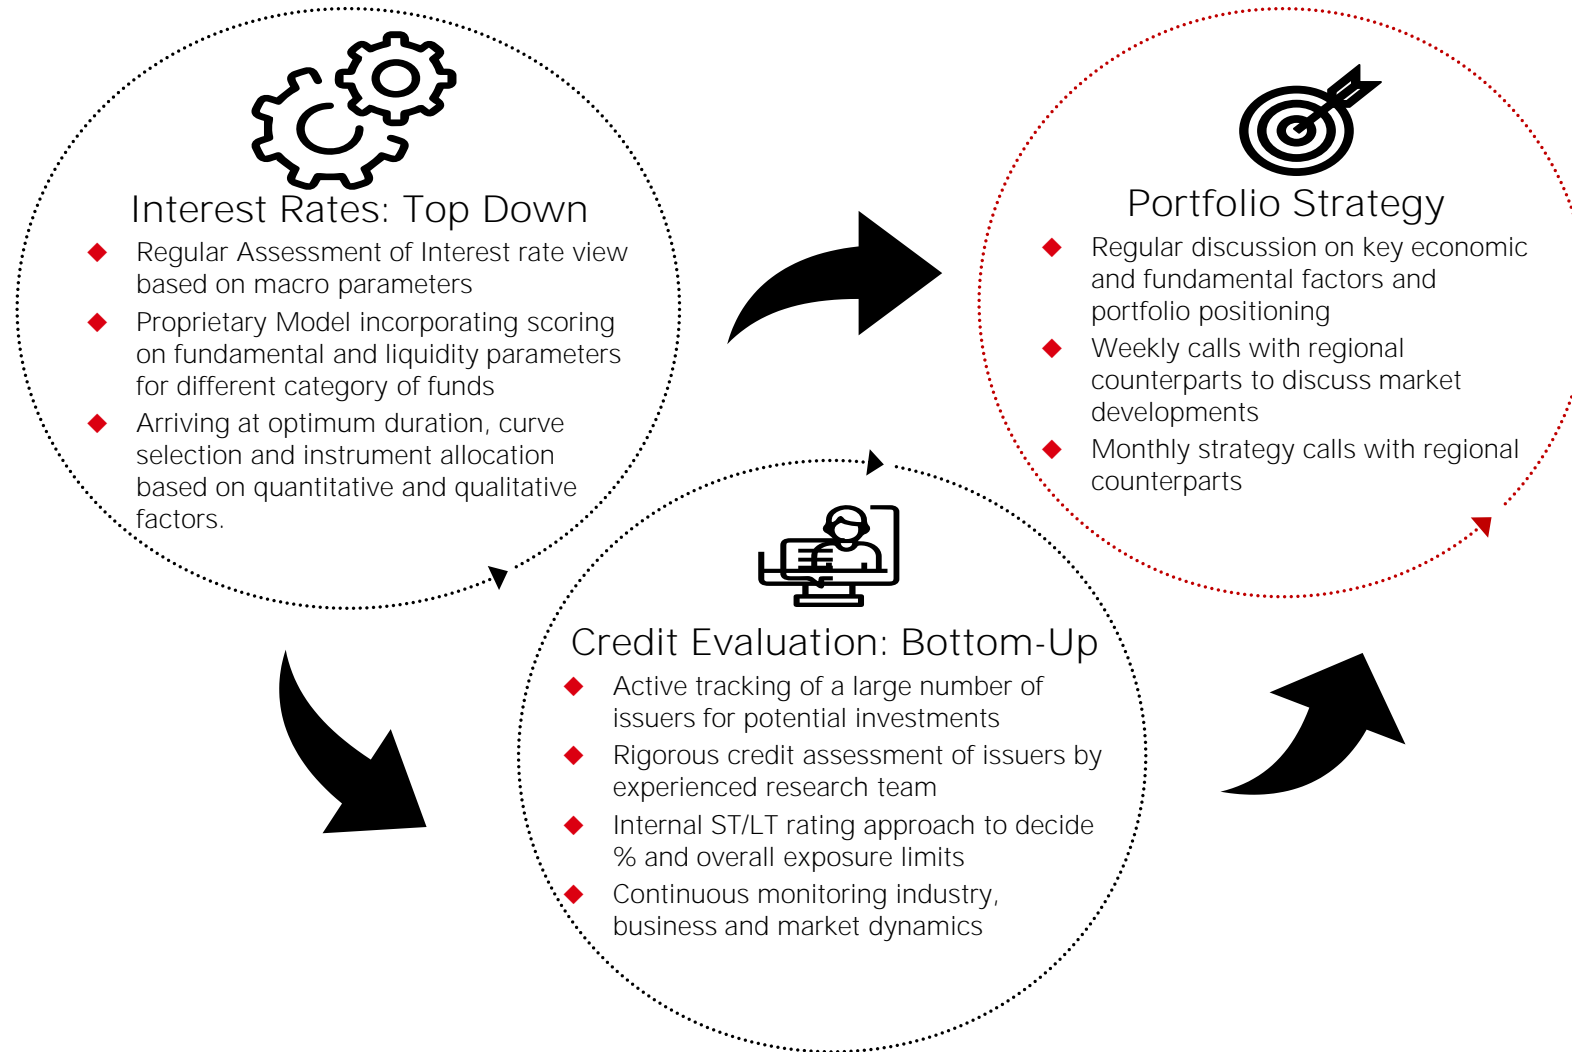 Interest Rates: Top Down
Regular Assessment of Interest rate view
based on macro parameters
Proprietary Model incorporating scoring
on fundamental and liquidity parameters
for different category of funds
Arriving at optimum duration, curve
selection and instrument allocation
based on quantitative and qualitative
factors.
Portfolio Strategy
Regular discussion on key economic
and fundamental factors and
portfolio positioning
Weekly calls with regional
counterparts to discuss market
developments
Monthly strategy calls with regional
counterparts
Credit Evaluation: Bottom-Up
Active tracking of a large number of
issuers for potential investments
Rigorous credit assessment of issuers by
experienced research team
Internal ST/LT rating approach to decide
% and overall exposure limits
Continuous monitoring industry,
business and market dynamics